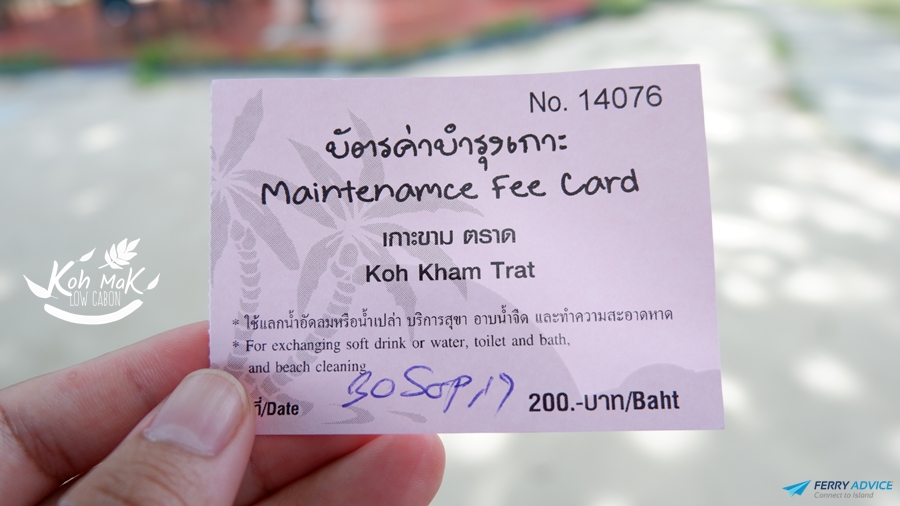 No. 14076
บัตรค่าบำรุงเกาะ
Maintenamce Fee Card
เกาะขาม ตราด
Koh Kham Trat
* ใช้แลกน้ำอัดลมหรือน้ำเปล่า บริการสุขา อาบน้ำจืด และทำความสะอาดหาด
* For exchanging soft drink or water, toilet and bath,
and beach cleaning
ที่/Date 30 Sep, 19 200.-บาท/Baht
Koh Mak
LOW CABON
FERRY ADVICE
Connect to Island